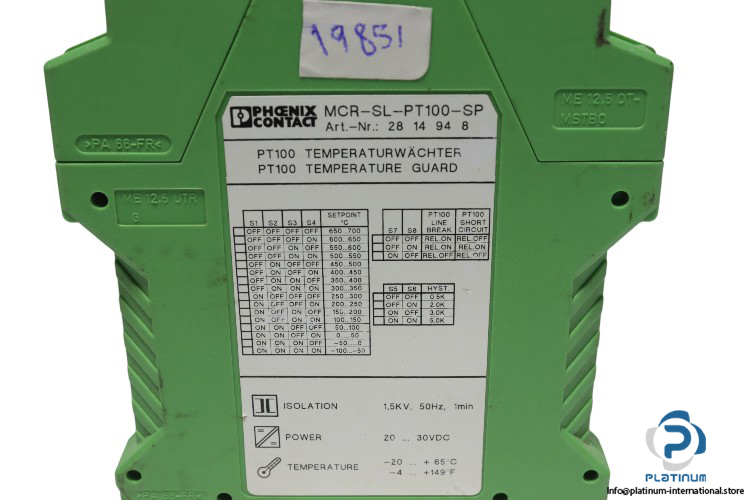 19851
PHŒNIX
CONTACT
MCR-SL-PT100-SP
Art.-Nr.: 28 14 94 8
ME 12,5 OT-
MSTBO
>PA 66-FR<
ME 12,5 UTR
3
PT100 TEMPERATURWÄCHTER
PT100 TEMPERATURE GUARD
S1 S2 S3 S4 SETPOINT °C
OFF OFF OFF OFF 650...700
OFF OFF OFF ON 600...650
OFF OFF ON OFF 550...600
OFF OFF ON ON 500...550
OFF ON OFF OFF 450...500
OFF ON OFF ON 400...450
OFF ON ON OFF 350...400
OFF ON ON ON 300...350
ON OFF OFF OFF 250...300
ON OFF OFF ON 200...250
ON OFF ON OFF 150...200
ON OFF ON ON 100...150
ON ON OFF OFF 50...100
ON ON OFF ON 0...50
ON ON ON OFF -50...0
ON ON ON ON -100...-50
S7 S8 PT100 LINE BREAK PT100 SHORT CIRCUIT
OFF OFF REL.ON REL.OFF
OFF ON REL.ON REL.ON
ON OFF REL.OFF REL.OFF
S5 S6 HYST.
OFF OFF 0.5K
OFF ON 2.0K
ON OFF 3.0K
ON ON 5.0K
ISOLATION 1,5KV, 50Hz, 1min
POWER 20 ... 30VDC
TEMPERATURE -20 ... + 65°C
-4 ... +149°F
>PA 66-FR<
PLATINUM
platinum-international.store
https://platinum-international.store